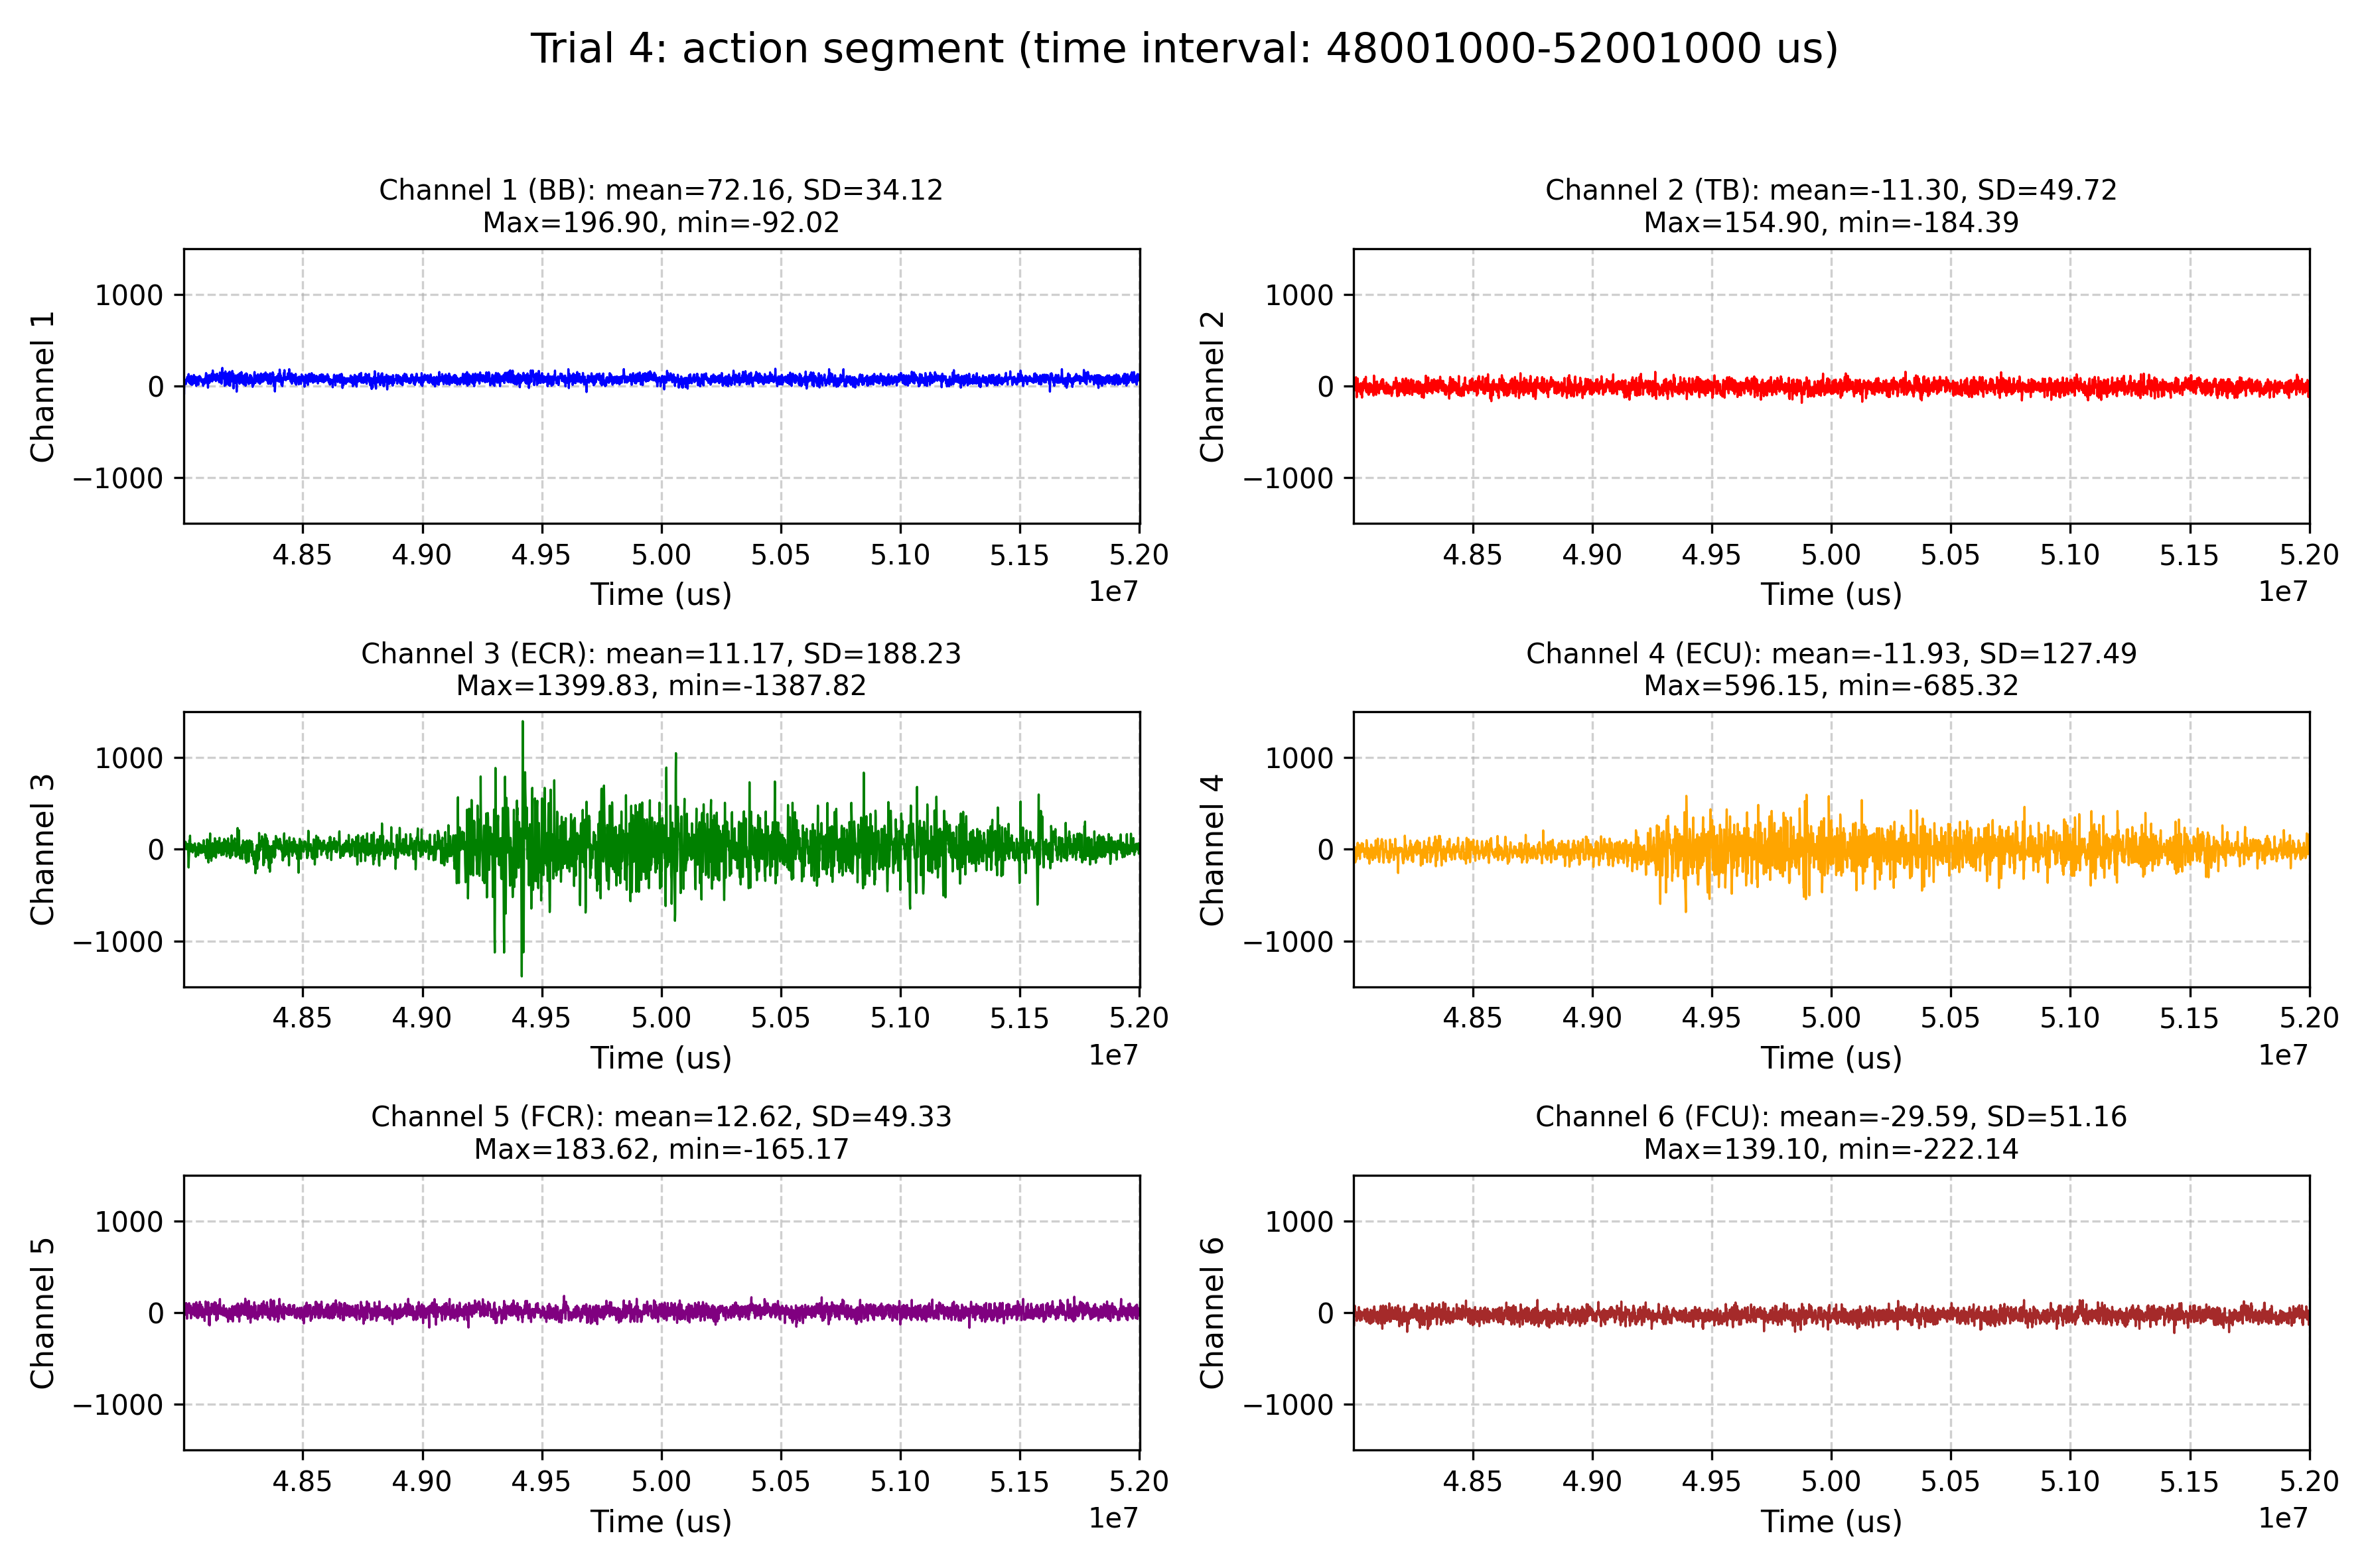 Trial 4: action segment (time interval: 48001000-52001000 us)
Channel 1 (BB): mean=72.16, SD=34.12
Max=196.90, min=-92.02
Channel 1
1000
0
−1000
4.85 4.90 4.95 5.00 5.05 5.10 5.15 5.20
Time (us)
1e7
Channel 2 (TB): mean=-11.30, SD=49.72
Max=154.90, min=-184.39
Channel 2
1000
0
−1000
4.85 4.90 4.95 5.00 5.05 5.10 5.15 5.20
Time (us)
1e7
Channel 3 (ECR): mean=11.17, SD=188.23
Max=1399.83, min=-1387.82
Channel 3
1000
0
−1000
4.85 4.90 4.95 5.00 5.05 5.10 5.15 5.20
Time (us)
1e7
Channel 4 (ECU): mean=-11.93, SD=127.49
Max=596.15, min=-685.32
Channel 4
1000
0
−1000
4.85 4.90 4.95 5.00 5.05 5.10 5.15 5.20
Time (us)
1e7
Channel 5 (FCR): mean=12.62, SD=49.33
Max=183.62, min=-165.17
Channel 5
1000
0
−1000
4.85 4.90 4.95 5.00 5.05 5.10 5.15 5.20
Time (us)
1e7
Channel 6 (FCU): mean=-29.59, SD=51.16
Max=139.10, min=-222.14
Channel 6
1000
0
−1000
4.85 4.90 4.95 5.00 5.05 5.10 5.15 5.20
Time (us)
1e7